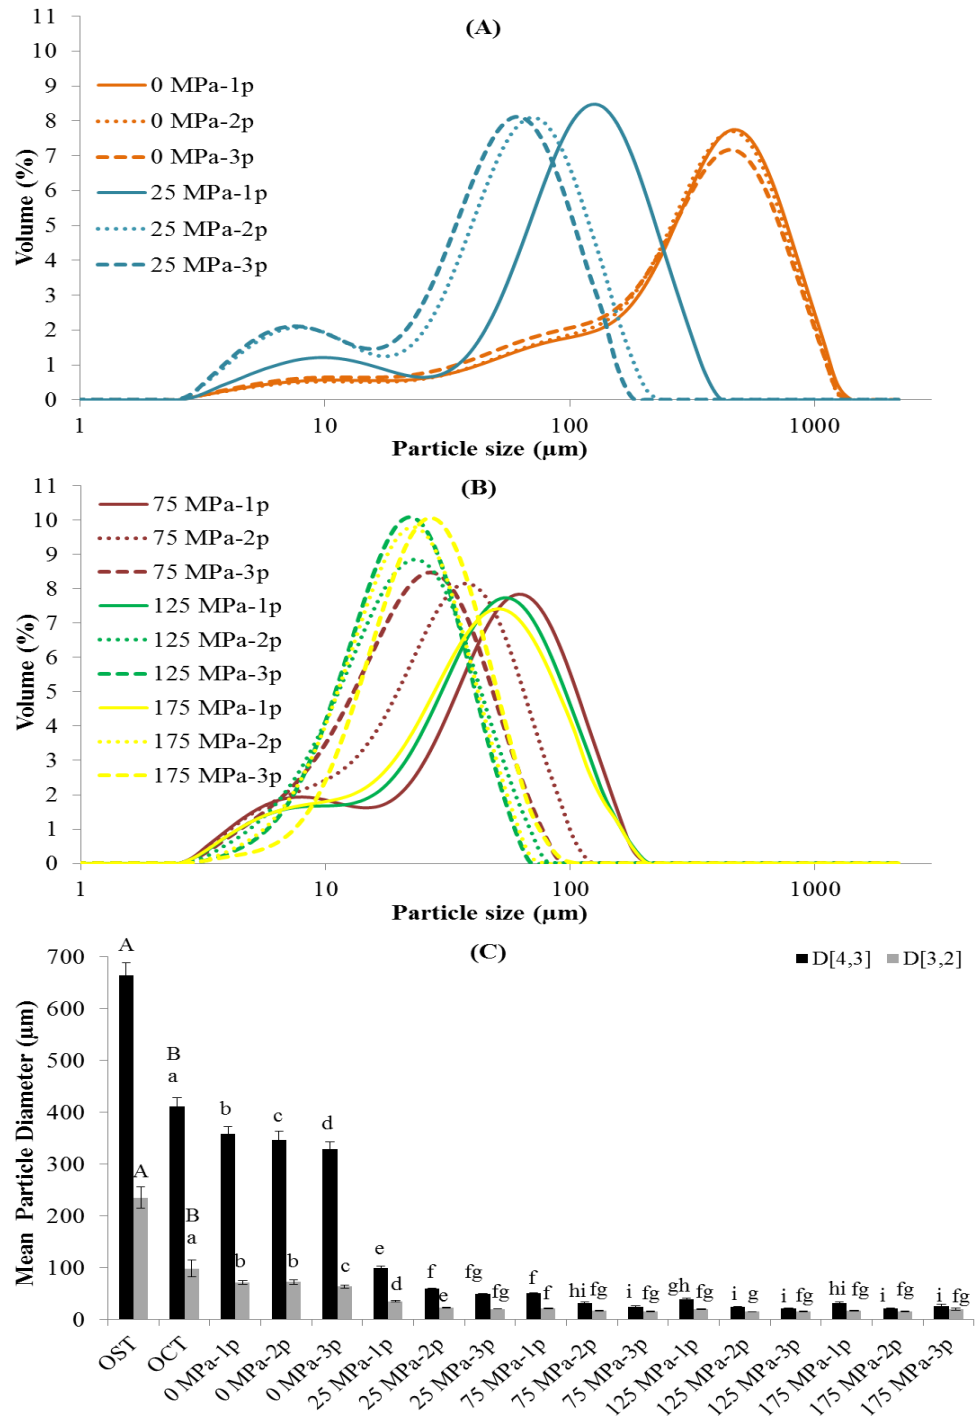 (A)
11
10
9
8
7
6
5
4
3
2
1
0
Volume (%)
0 MPa-1p
0 MPa-2p
0 MPa-3p
25 MPa-1p
25 MPa-2p
25 MPa-3p
1 10 100 1000
Particle size (µm)
(B)
11
10
9
8
7
6
5
4
3
2
1
0
Volume (%)
75 MPa-1p
75 MPa-2p
75 MPa-3p
125 MPa-1p
125 MPa-2p
125 MPa-3p
175 MPa-1p
175 MPa-2p
175 MPa-3p
1 10 100 1000
Particle size (µm)
(C)
D[4,3] D[3,2]
700
600
500
400
300
200
100
0
Mean Particle Diameter (µm)
A
A
B
a
B
a
b
b
c
b
d
c
e
d
f
e
fg
fg
f
f
hi fg
i fg
gh fg
i g
i fg
hi fg
i fg
i fg
OST
OCT
0 MPa-1p
0 MPa-2p
0 MPa-3p
25 MPa-1p
25 MPa-2p
25 MPa-3p
75 MPa-1p
75 MPa-2p
75 MPa-3p
125 MPa-1p
125 MPa-2p
125 MPa-3p
175 MPa-1p
175 MPa-2p
175 MPa-3p